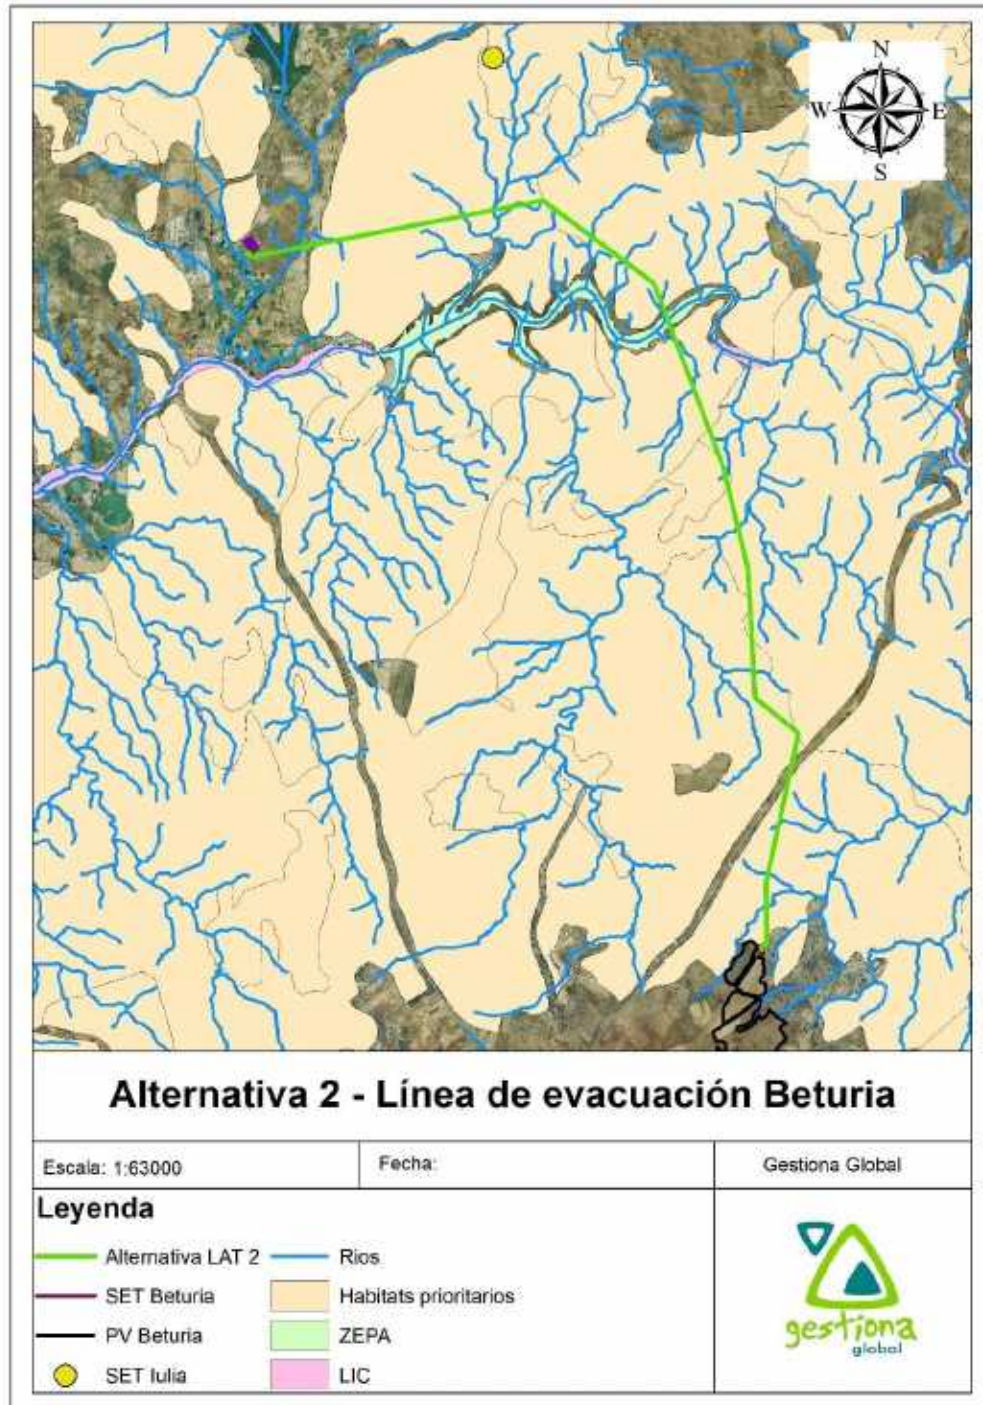 N
W E
S
Alternativa 2 - Línea de evacuación Beturia
Escala: 1:63000
Fecha:
Gestiona Global
Leyenda
Alternativa LAT 2
Rios
SET Beturia
Habitats prioritarios
PV Beturia
ZEPA
SET Iulia
LIC
gestiona
global